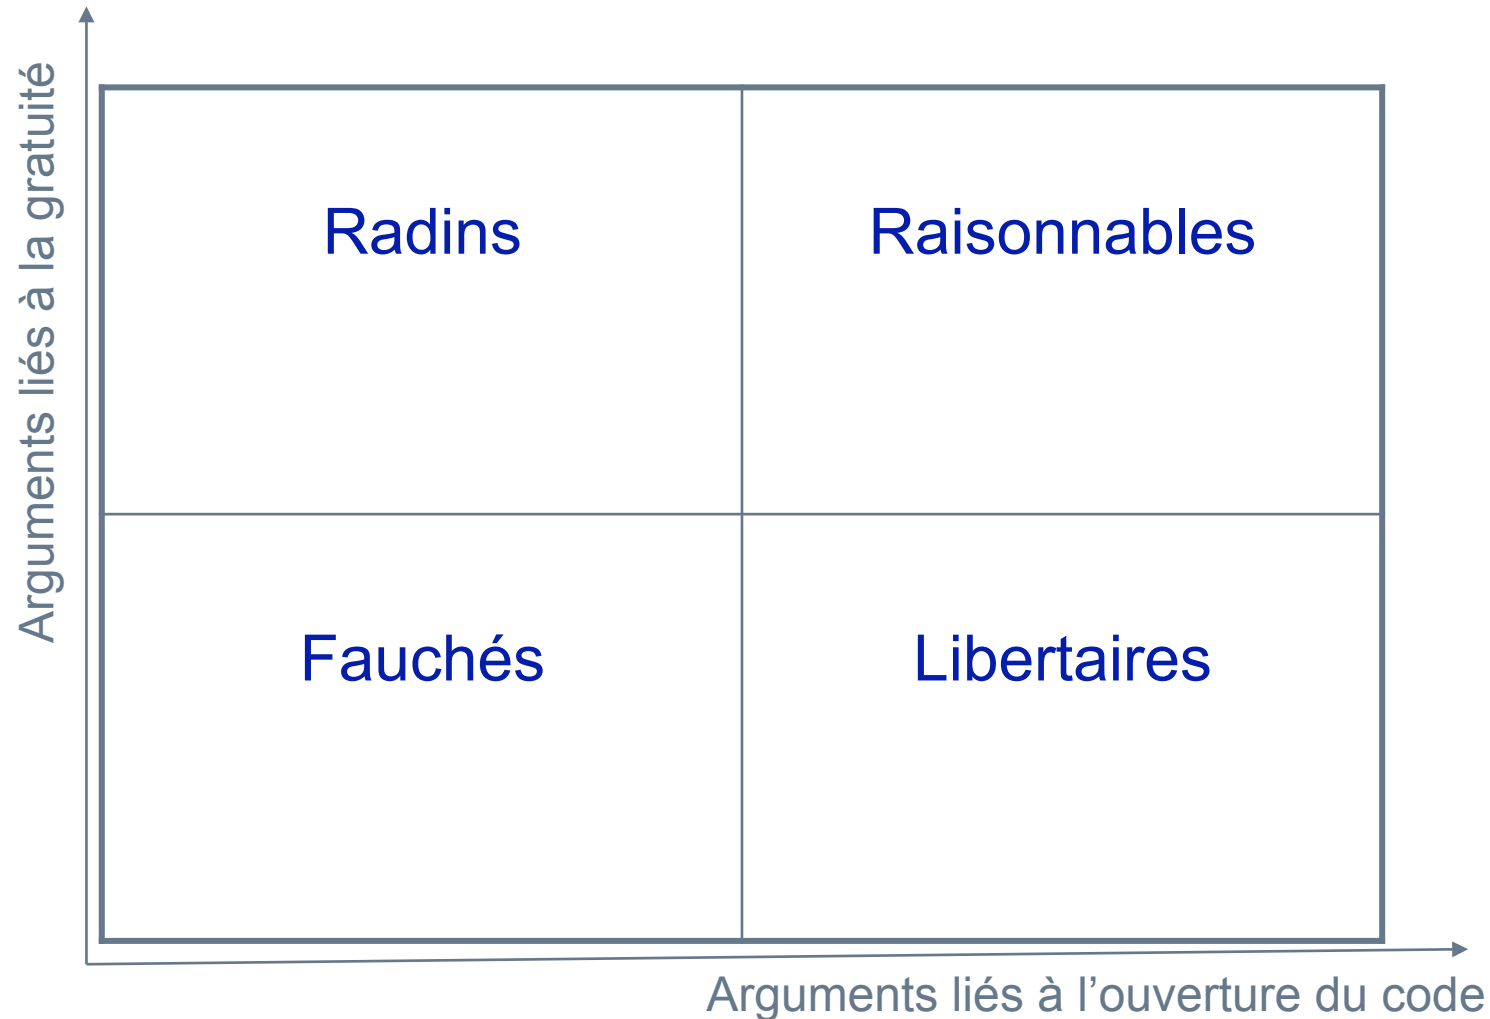 Arguments liés à la gratuité
Radins
Raisonnables
Fauchés
Libertaires
Arguments liés à l’ouverture du code